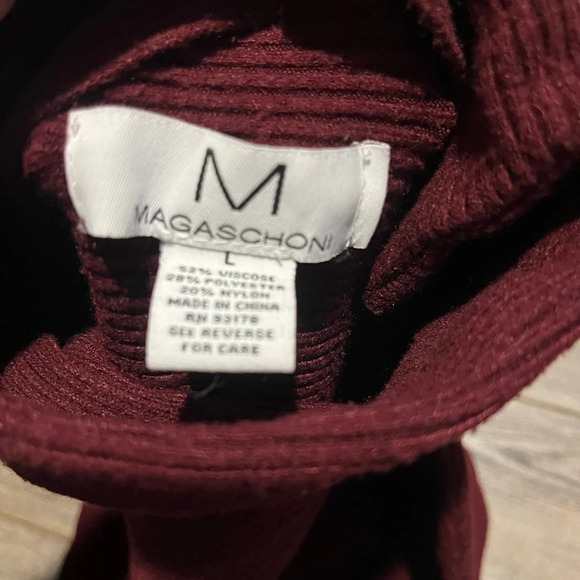 M
MAGASCHONI
L
52% VISCOSE
28% POLYESTER
20% NYLON
MADE IN CHINA
RN 93178
SEE REVERSE
FOR CARE